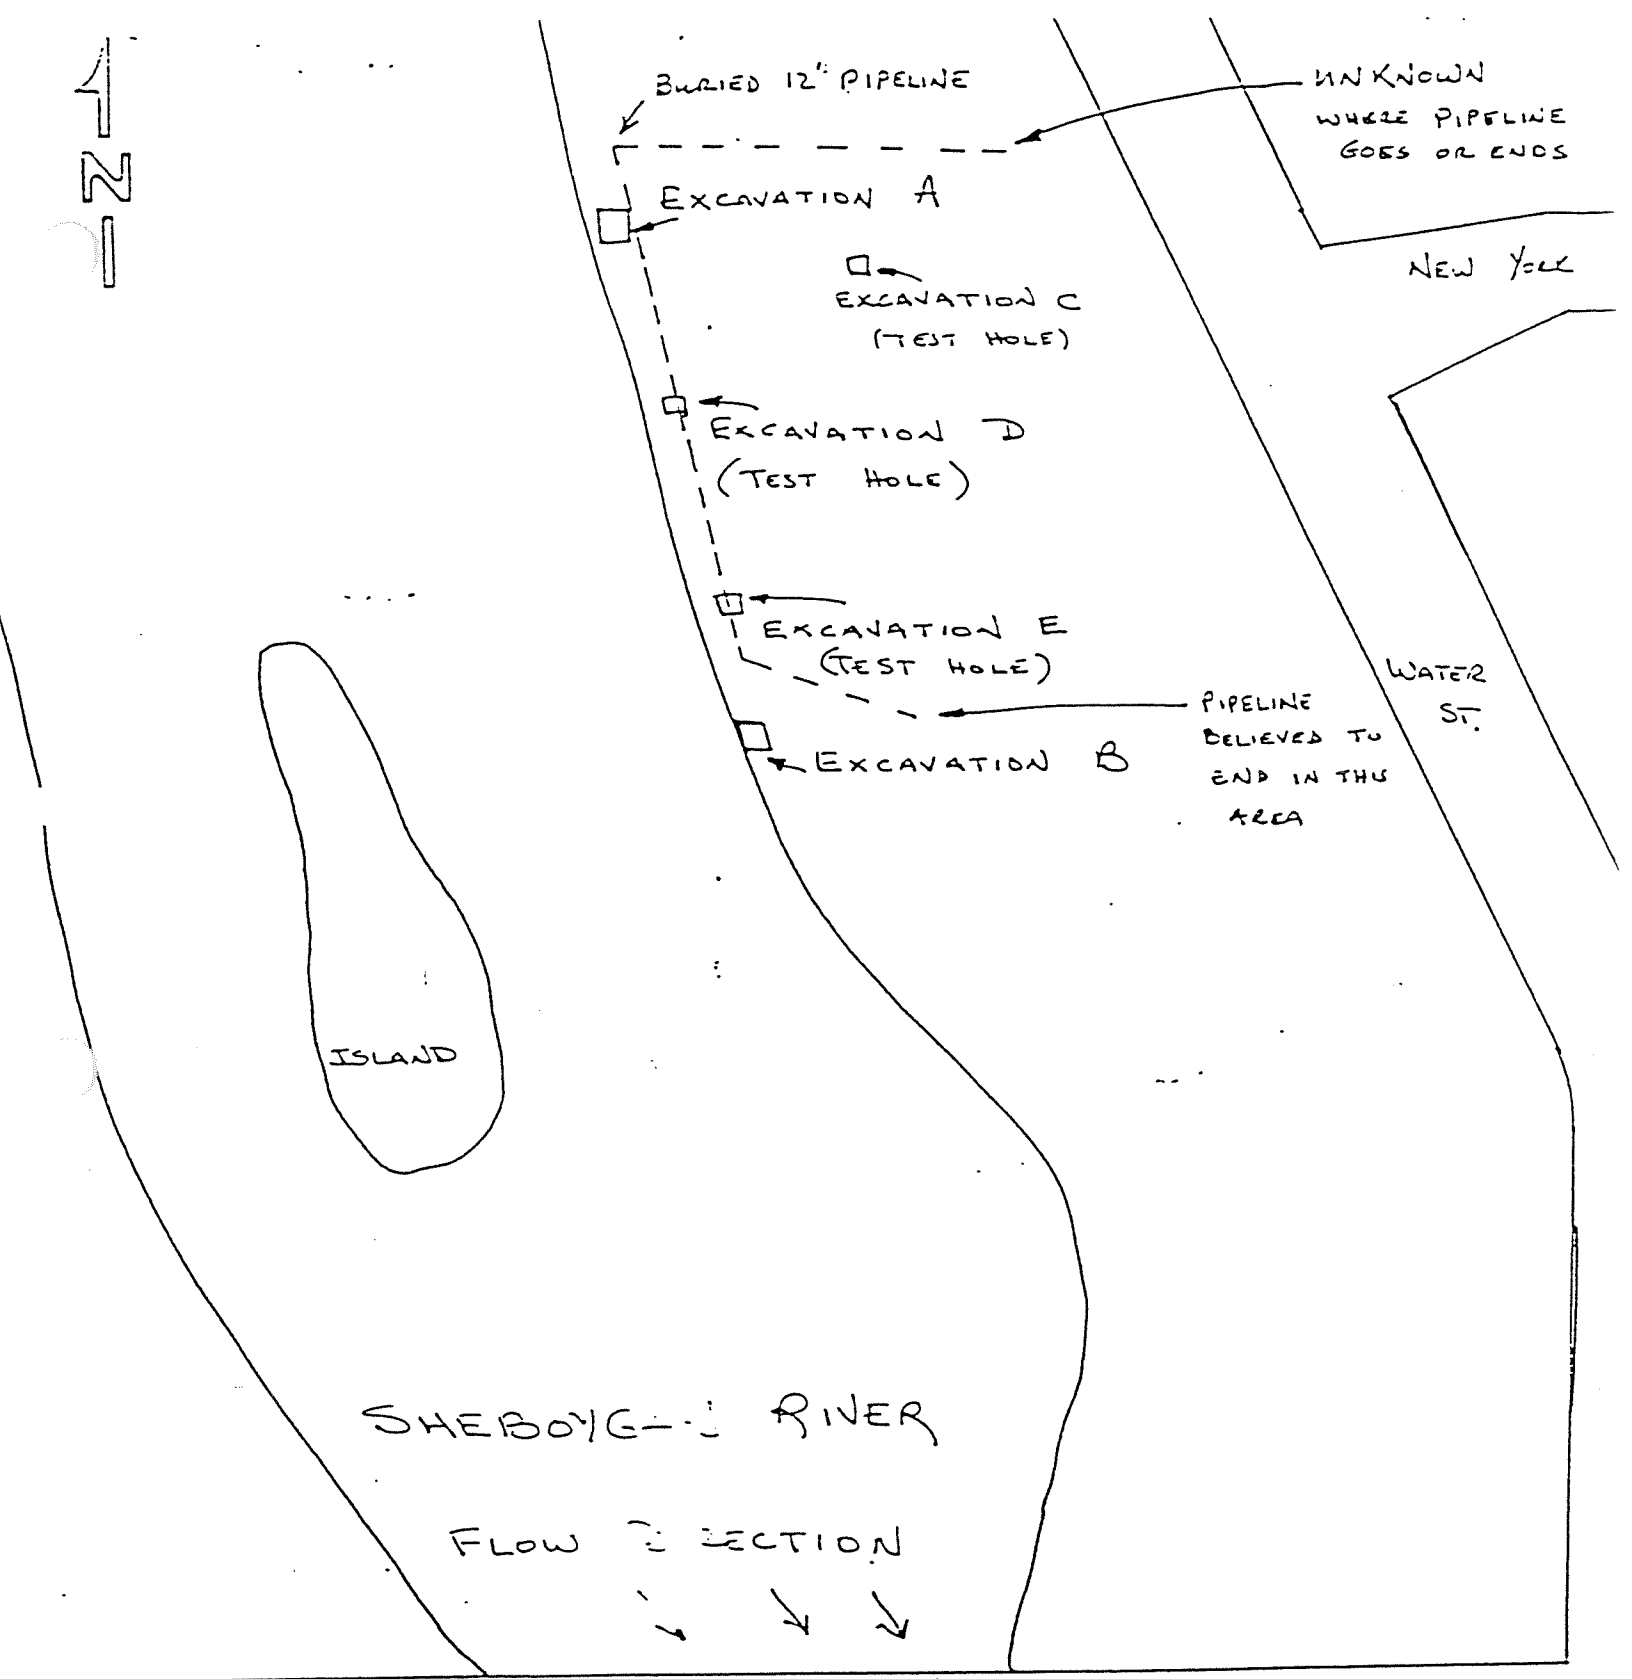 N
BURIED 12" PIPELINE
UNKNOWN
WHERE PIPELINE
GOES OR ENDS
EXCAVATION A
NEW YORK
EXCAVATION C
(TEST HOLE)
EXCAVATION D
(TEST HOLE)
EXCAVATION E
(TEST HOLE)
WATER
ST.
PIPELINE
BELIEVED TO
END IN THIS
AREA
EXCAVATION B
ISLAND
RIVER
FLOW